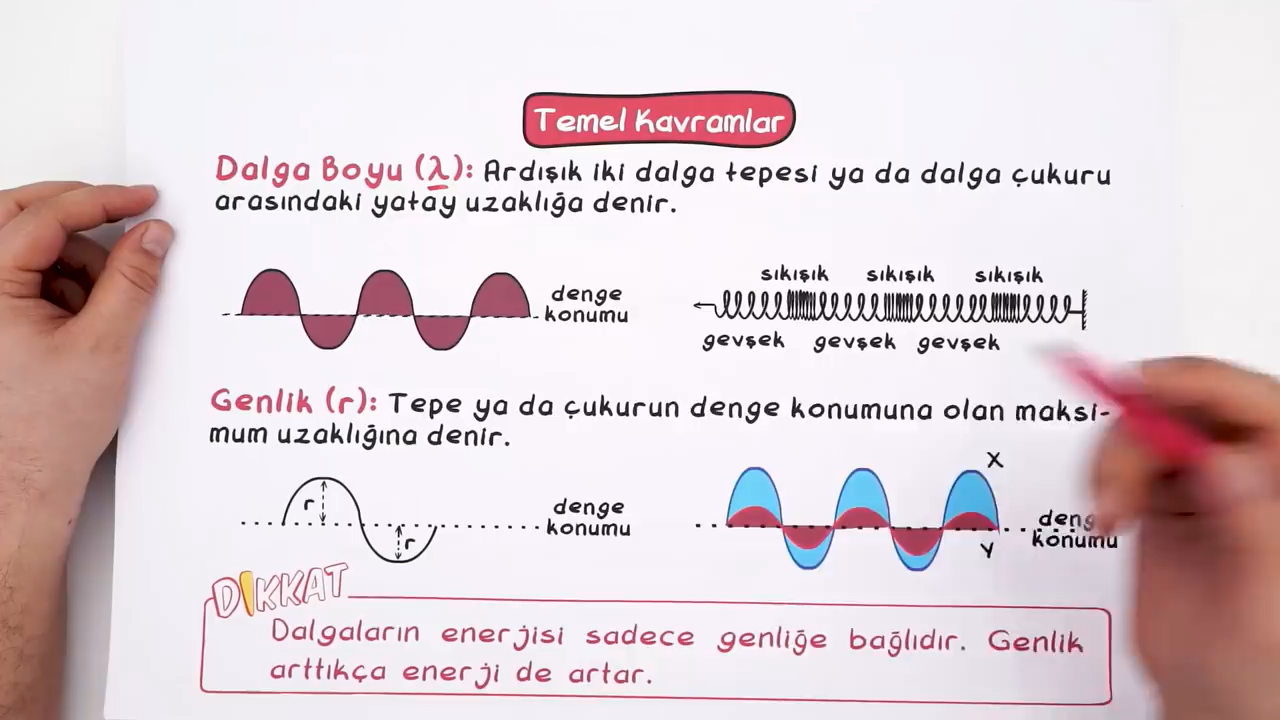 Temel Kavramlar
Dalga Boyu (λ): Ardışık iki dalga tepesi ya da dalga çukuru
arasındaki yatay uzaklığa denir.
denge
konumu
sıkışık sıkışık sıkışık
gevşek gevşek gevşek
Genlik (r): Tepe ya da çukurun denge konumuna olan maksi-
mum uzaklığına denir.
r
r
denge
konumu
X
Y
denge
konumu
DİKKAT
Dalgaların enerjisi sadece genliğe bağlıdır. Genlik
arttıkça enerji de artar.